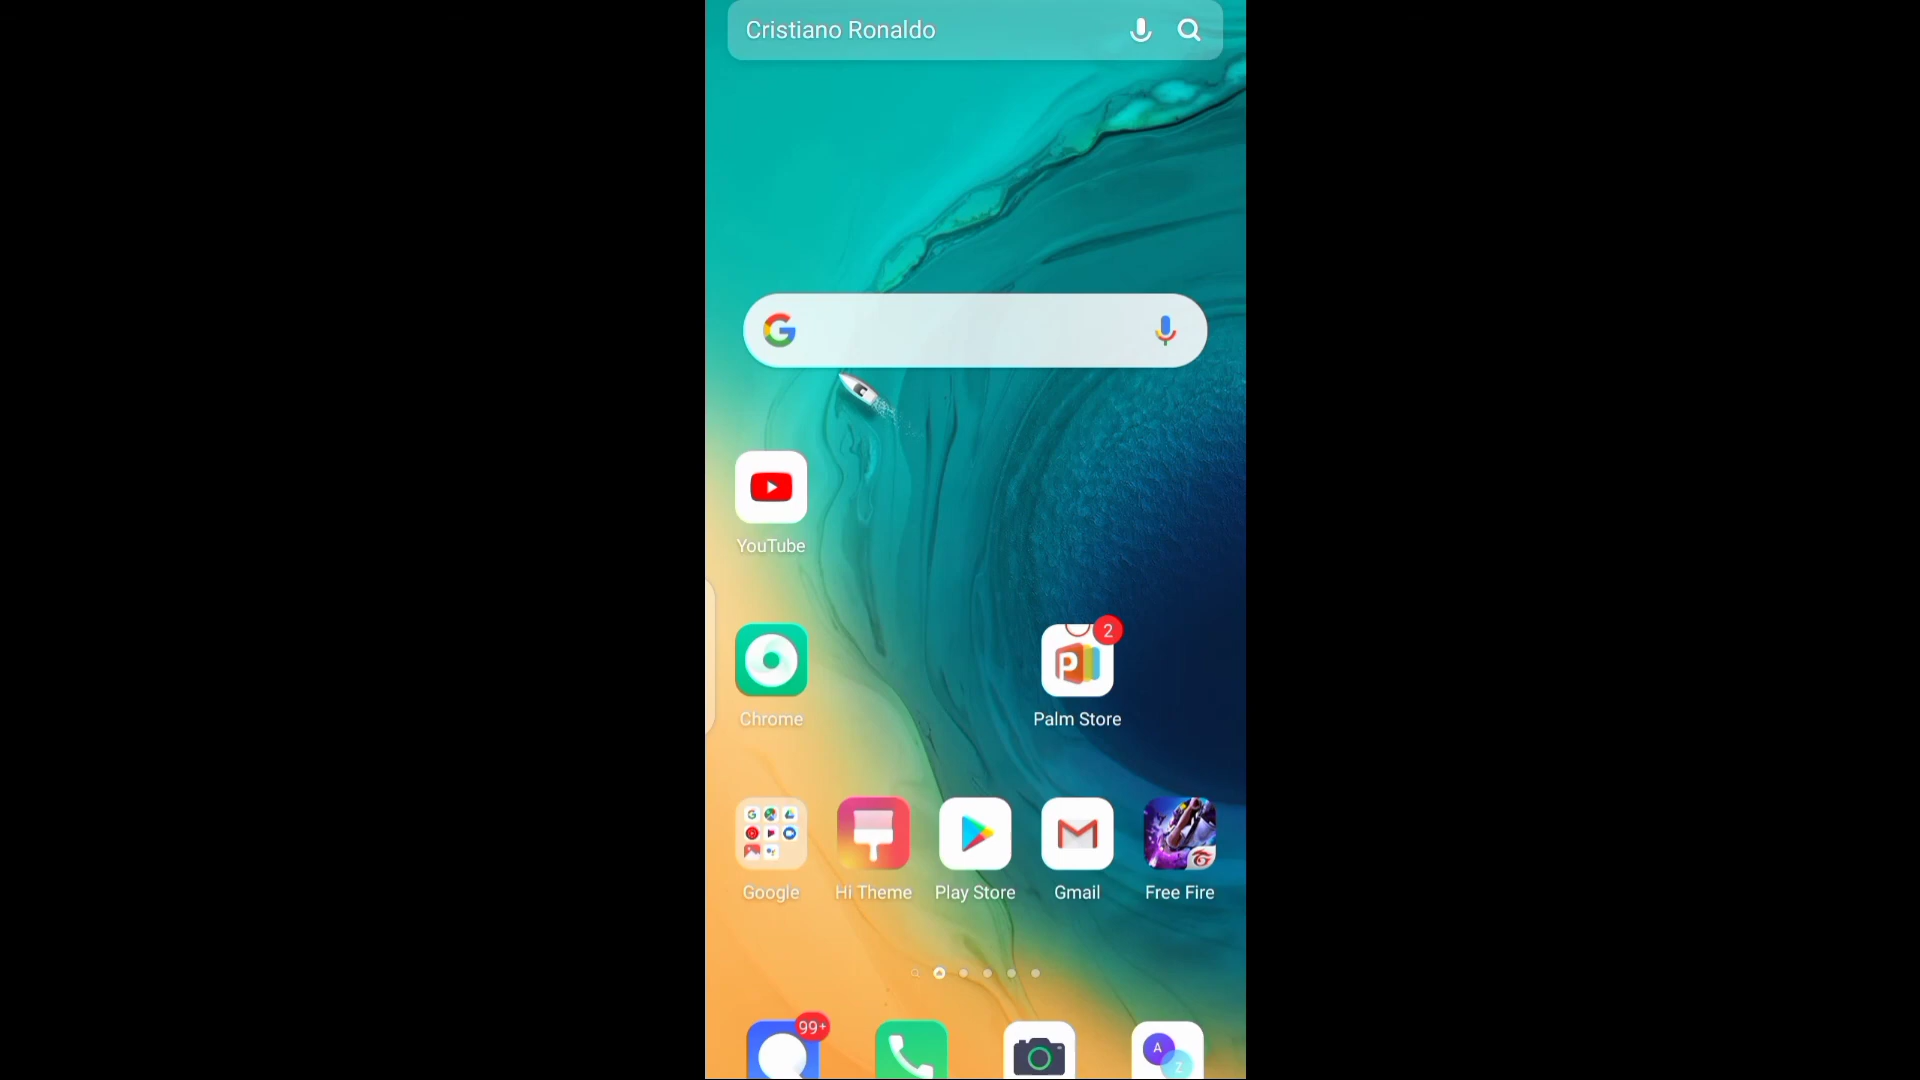 Cristiano Ronaldo
YouTube
2
Chrome
Palm Store
Google
Hi Theme
Play Store
Gmail
Free Fire
99+
A
Z